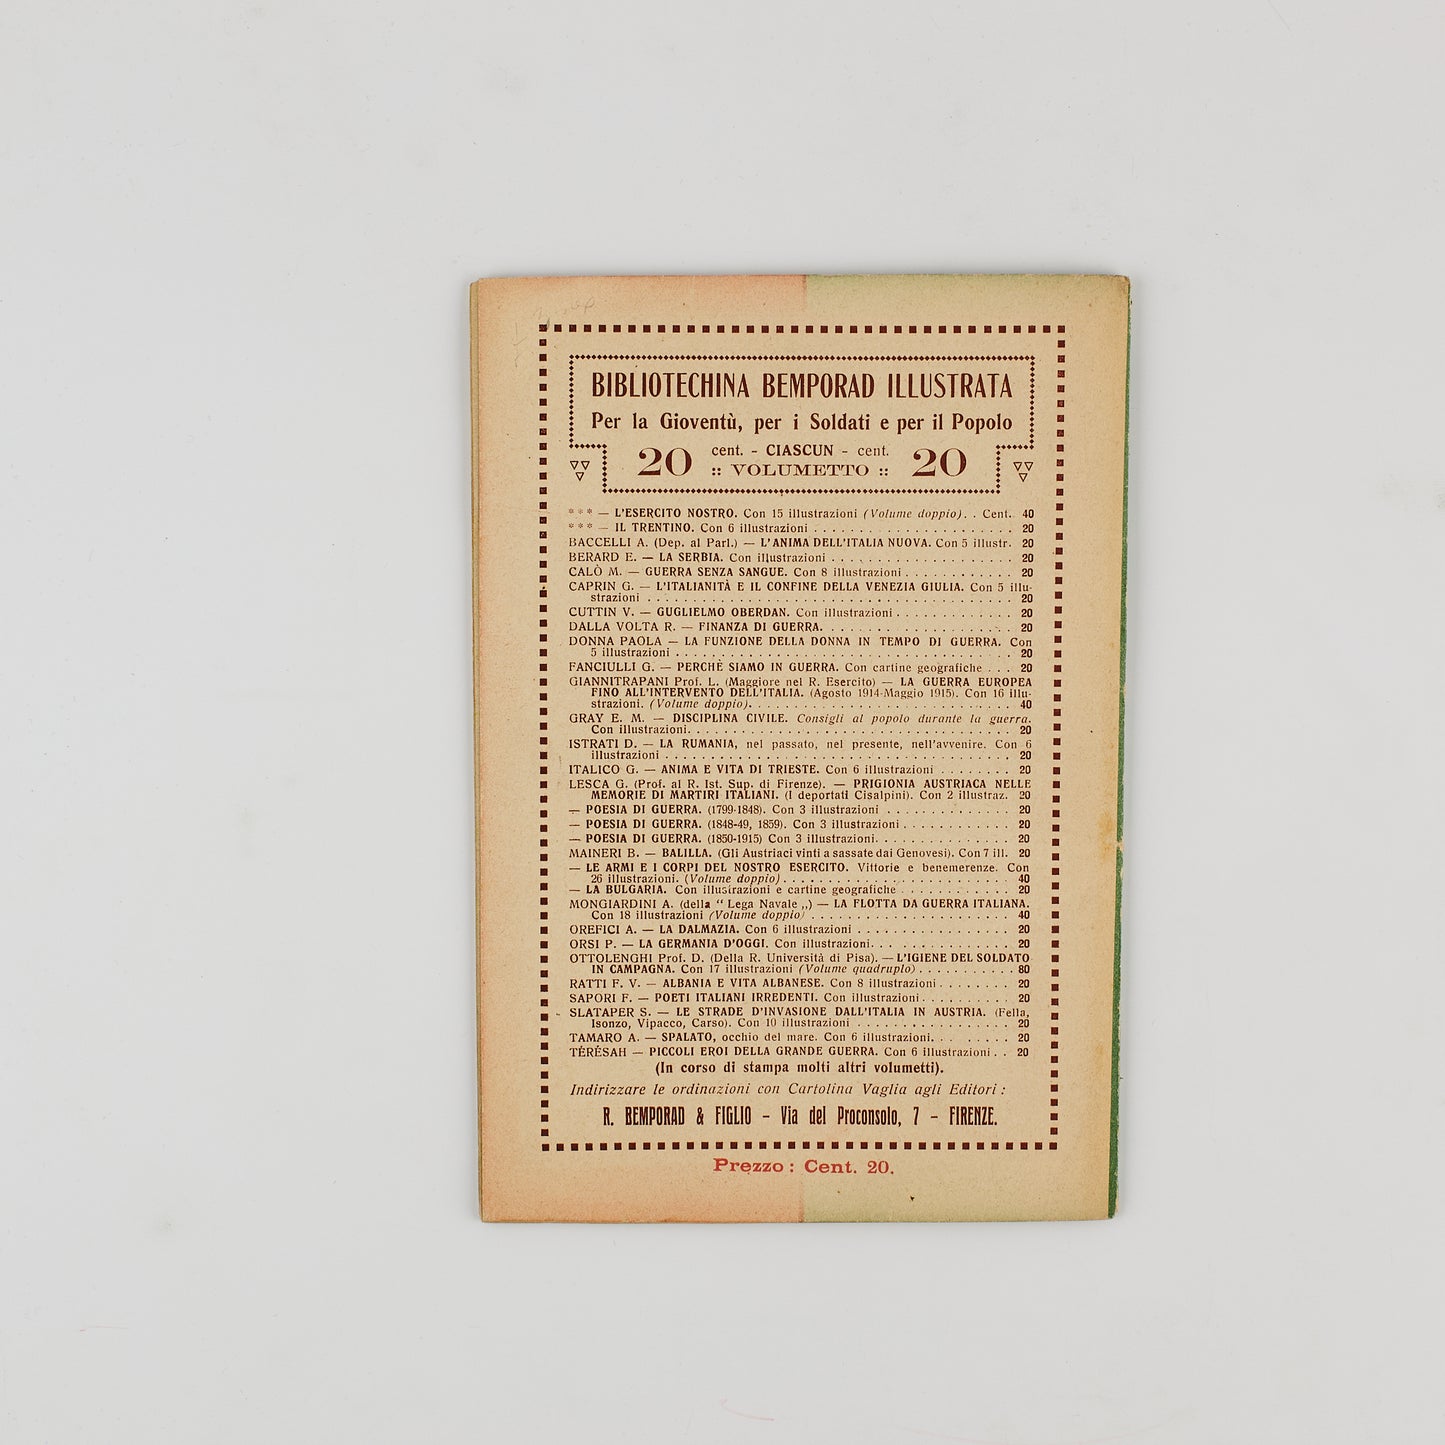 BIBLIOTECHINA BEMPORAD ILLUSTRATA
Per la Gioventù, per i Soldati e per il Popolo
20 cent. - CIASCUN - cent. 20
:: VOLUMETTO ::
*** — L'ESERCITO NOSTRO. Con 15 illustrazioni (Volume doppio). . Cent. 40
*** — IL TRENTINO. Con 6 illustrazioni . . . . . . . . . . . . . . . . . . . . . 20
BACCELLI A. (Dep. al Parl.) — L'ANIMA DELL'ITALIA NUOVA. Con 5 illustr. 20
BERARD E. — LA SERBIA. Con illustrazioni . . . . . . . . . . . . . . . . . . . 20
CALÒ M. — GUERRA SENZA SANGUE. Con 8 illustrazioni . . . . . . . . . . . . 20
CAPRIN G. — L'ITALIANITÀ E IL CONFINE DELLA VENEZIA GIULIA. Con 5 illu-
strazioni . . . . . . . . . . . . . . . . . . . . . . . . . . . . . . . . . . 20
CUTTIN V. — GUGLIELMO OBERDAN. Con illustrazioni . . . . . . . . . . . . . 20
DALLA VOLTA R. — FINANZA DI GUERRA. . . . . . . . . . . . . . . . . . . . 20
DONNA PAOLA — LA FUNZIONE DELLA DONNA IN TEMPO DI GUERRA. Con
5 illustrazioni . . . . . . . . . . . . . . . . . . . . . . . . . . . . . . . 20
FANCIULLI G. — PERCHÈ SIAMO IN GUERRA. Con cartine geografiche . . . 20
GIANNITRAPANI Prof. L. (Maggiore nel R. Esercito) — LA GUERRA EUROPEA
FINO ALL'INTERVENTO DELL'ITALIA. (Agosto 1914-Maggio 1915). Con 16 illu-
strazioni. (Volume doppio). . . . . . . . . . . . . . . . . . . . . . . . . . 40
GRAY E. M. — DISCIPLINA CIVILE. Consigli al popolo durante la guerra.
Con illustrazioni. . . . . . . . . . . . . . . . . . . . . . . . . . . . . . 20
ISTRATI D. — LA RUMANIA, nel passato, nel presente, nell'avvenire. Con 6
illustrazioni . . . . . . . . . . . . . . . . . . . . . . . . . . . . . . . . 20
ITALICO G. — ANIMA E VITA DI TRIESTE. Con 6 illustrazioni . . . . . . . . 20
LESCA G. (Prof. al R. Ist. Sup. di Firenze). — PRIGIONIA AUSTRIACA NELLE
MEMORIE DI MARTIRI ITALIANI. (I deportati Cisalpini). Con 2 illustraz. 20
— POESIA DI GUERRA. (1799-1848). Con 3 illustrazioni . . . . . . . . . . . . 20
— POESIA DI GUERRA. (1848-49, 1859). Con 3 illustrazioni . . . . . . . . . . . 20
— POESIA DI GUERRA. (1850-1915) Con 3 illustrazioni. . . . . . . . . . . . . 20
MAINERI B. — BALILLA. (Gli Austriaci vinti a sassate dai Genovesi). Con 7 ill. 20
— LE ARMI E I CORPI DEL NOSTRO ESERCITO. Vittorie e benemerenze. Con
26 illustrazioni. (Volume doppio) . . . . . . . . . . . . . . . . . . . . . . 40
— LA BULGARIA. Con illustrazioni e cartine geografiche . . . . . . . . . . . 20
MONGIARDINI A. (della “ Lega Navale „) — LA FLOTTA DA GUERRA ITALIANA.
Con 18 illustrazioni (Volume doppio) . . . . . . . . . . . . . . . . . . . . 40
OREFICI A. — LA DALMAZIA. Con 6 illustrazioni . . . . . . . . . . . . . . . . 20
ORSI P. — LA GERMANIA D'OGGI. Con illustrazioni. . . . . . . . . . . . . . . 20
OTTOLENGHI Prof. D. (Della R. Università di Pisa). — L'IGIENE DEL SOLDATO
IN CAMPAGNA. Con 17 illustrazioni (Volume quadruplo) . . . . . . . . . . . 80
RATTI F. V. — ALBANIA E VITA ALBANESE. Con 8 illustrazioni . . . . . . . . 20
SAPORI F. — POETI ITALIANI IRREDENTI. Con illustrazioni . . . . . . . . . . 20
SLATAPER S. — LE STRADE D'INVASIONE DALL'ITALIA IN AUSTRIA. (Fella,
Isonzo, Vipacco, Carso). Con 10 illustrazioni . . . . . . . . . . . . . . . . 20
TAMARO A. — SPALATO, occhio del mare. Con 6 illustrazioni. . . . . . . . . 20
TÉRÉSAH — PICCOLI EROI DELLA GRANDE GUERRA. Con 6 illustrazioni . . 20
(In corso di stampa molti altri volumetti).
Indirizzare le ordinazioni con Cartolina Vaglia agli Editori :
R. BEMPORAD & FIGLIO - Via del Proconsolo, 7 - FIRENZE.
Prezzo : Cent. 20.